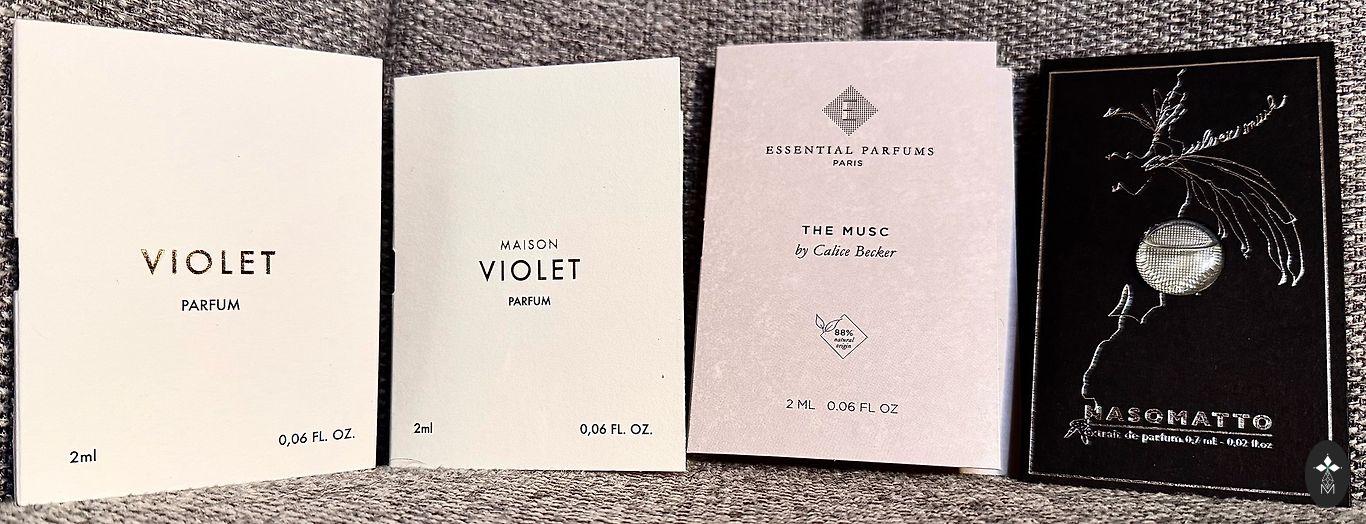 VIOLET
PARFUM
2ml
0,06 FL. OZ.
MAISON
VIOLET
PARFUM
2ml
0,06 FL. OZ.
E
ESSENTIAL PARFUMS
PARIS
THE MUSC
by Calice Becker
88%
natural
origin
2 ML 0.06 FL OZ
silver musk
NASOMATTO
extrait de parfum 0,7 mL - 0,02 fl.oz
M